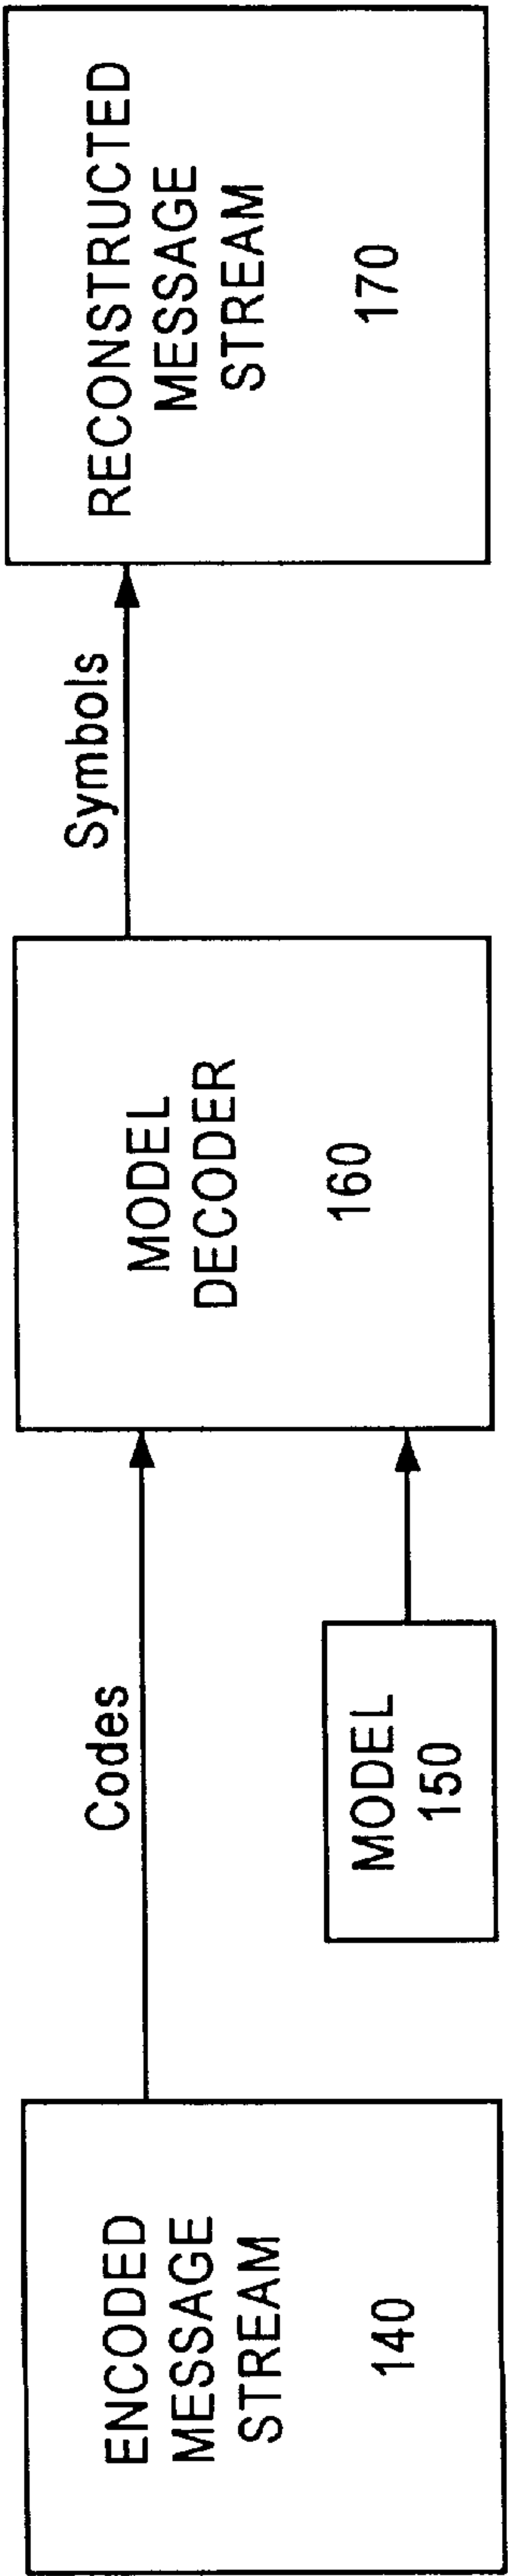 ENCODED
MESSAGE
STREAM
140
Codes
MODEL
150
MODEL
DECODER
160
Symbols
RECONSTRUCTED
MESSAGE
STREAM
170